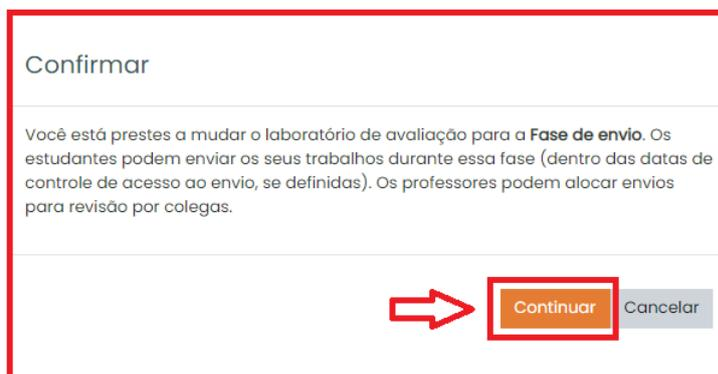 Confirmar
Você está prestes a mudar o laboratório de avaliação para a Fase de envio. Os
estudantes podem enviar os seus trabalhos durante essa fase (dentro das datas de
controle de acesso ao envio, se definidas). Os professores podem alocar envios
para revisão por colegas.
Continuar Cancelar